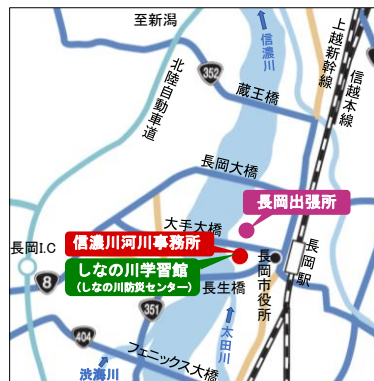 至新潟
信濃川
上越新幹線
信越本線
北陸自動車道
352
蔵王橋
長岡大橋
長岡出張所
大手大橋
信濃川河川事務所
長岡I.C
しなの川学習館
(しなの川防災センター)
長岡市役所
長岡駅
8
長生橋
351
太田川
404
フェニックス大橋
渋海川